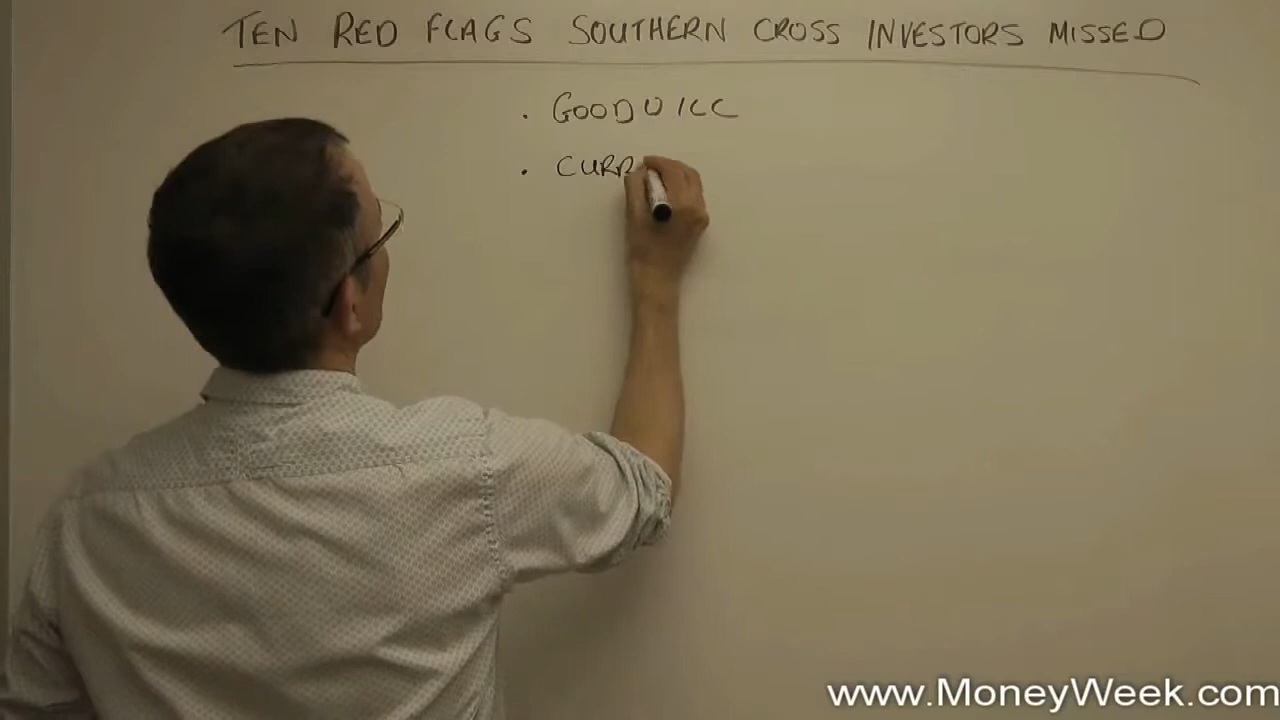 TEN RED FLAGS SOUTHERN CROSS INVESTORS MISSED
. GOODWILL
. CURR
www.MoneyWeek.com